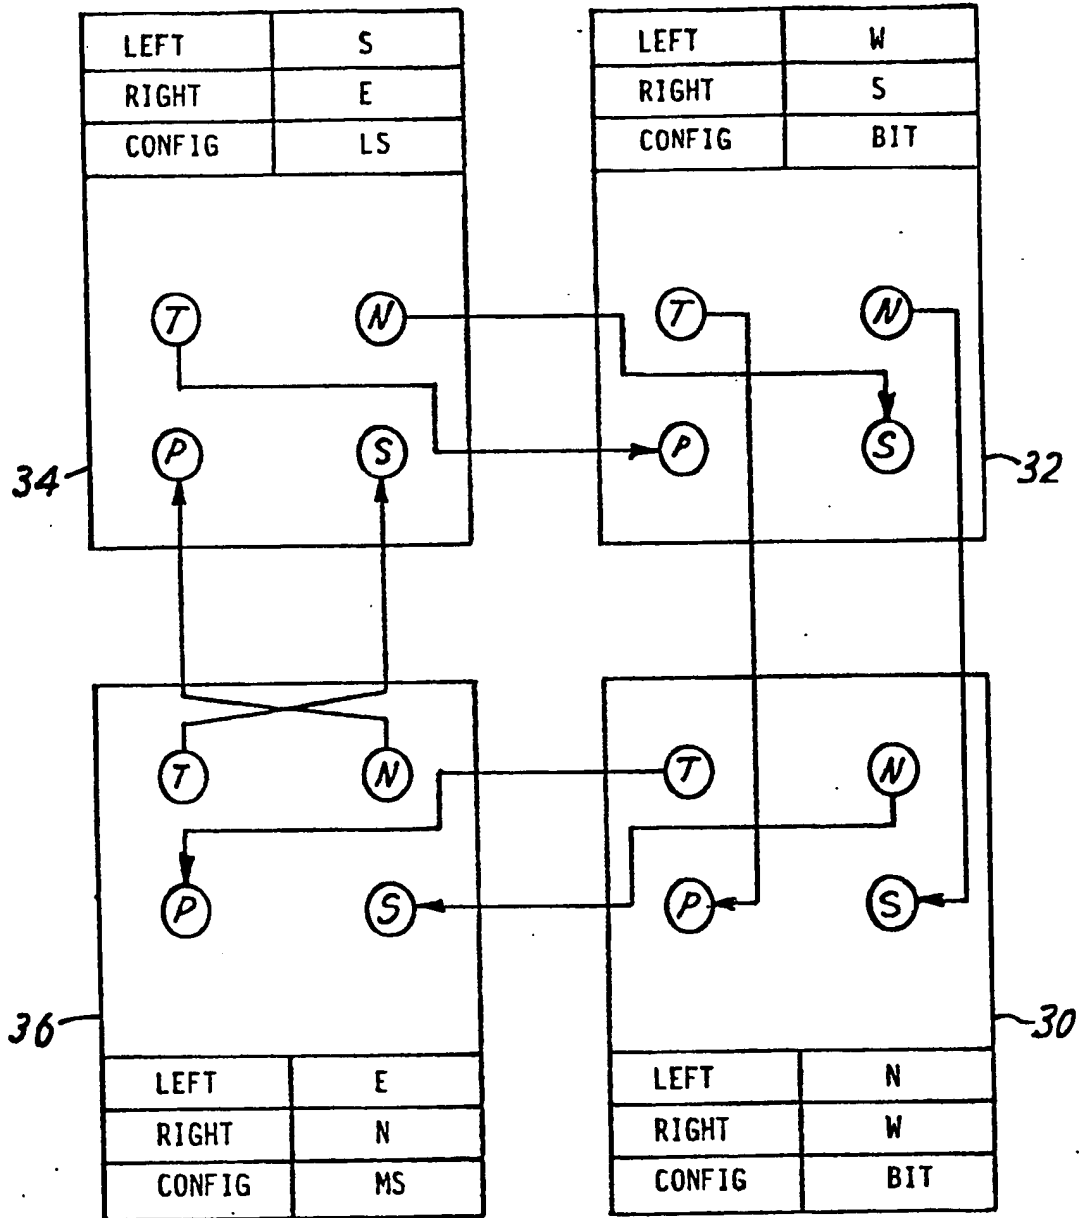 LEFT S
RIGHT E
CONFIG LS
LEFT W
RIGHT S
CONFIG BIT
T N
P S
34
T N
P S
32
T N
P S
36
T N
P S
30
LEFT E
RIGHT N
CONFIG MS
LEFT N
RIGHT W
CONFIG BIT